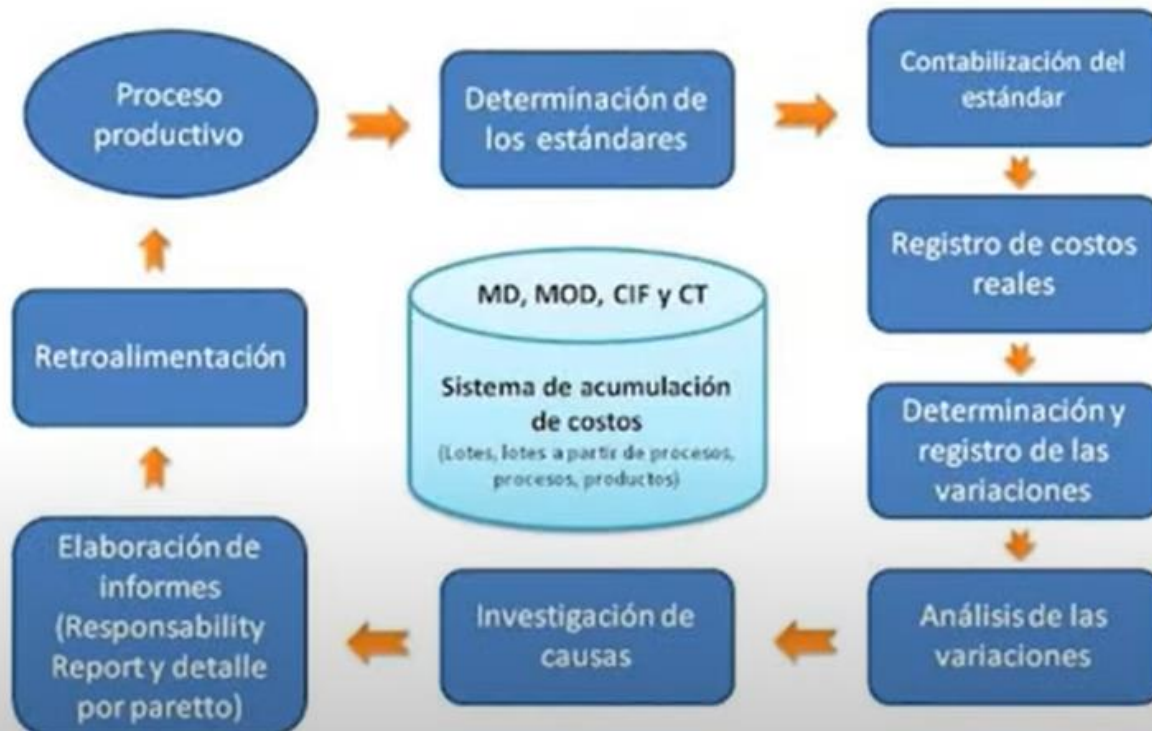 Proceso
productivo
Determinación de
los estándares
Contabilización del
estándar
Registro de costos
reales
Determinación y
registro de las
variaciones
Análisis de las
variaciones
Investigación de
causas
Elaboración de
informes
(Responsability
Report y detalle
por paretto)
Retroalimentación
MD, MOD, CIF y CT
Sistema de acumulación
de costos
(Lotes, lotes a partir de procesos,
procesos, productos)